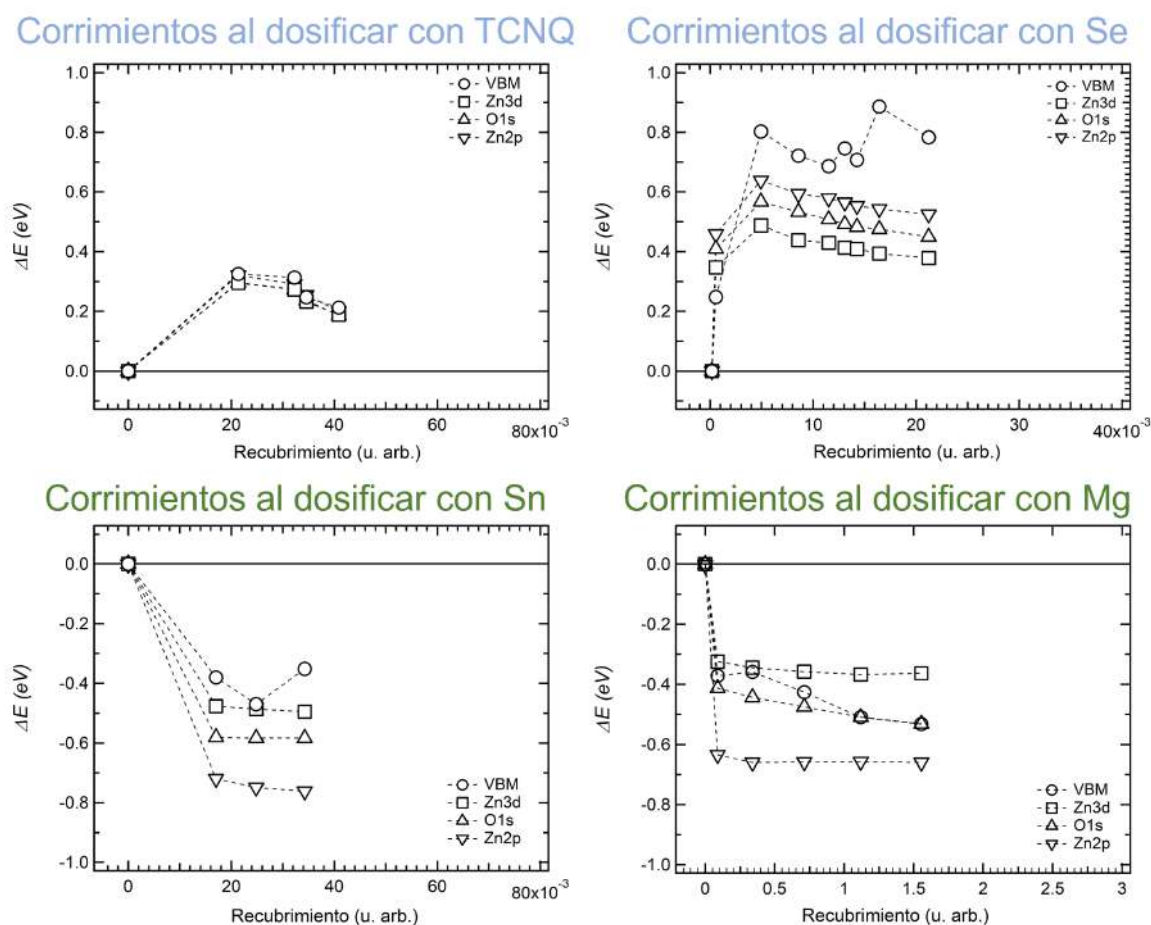 Corrimientos al dosificar con TCNQ
1.0
0.8
0.6
0.4
0.2
0.0
ΔE (eV)
VBM
Zn3d
O1s
Zn2p
0
20
40
80x10⁻³
Recubrimiento (u. arb.)
Corrimientos al dosificar con Se
1.0
0.8
0.6
0.4
0.2
0.0
ΔE (eV)
VBM
Zn3d
O1s
Zn2p
0
10
20
30
40x10⁻³
Recubrimiento (u. arb.)
Corrimientos al dosificar con Sn
0.0
-0.2
-0.4
-0.6
-0.8
-1.0
ΔE (eV)
VBM
Zn3d
O1s
Zn2p
0
20
40
60
80x10⁻³
Recubrimiento (u. arb.)
Corrimientos al dosificar con Mg
0.0
-0.2
-0.4
-0.6
-0.8
-1.0
ΔE (eV)
VBM
Zn3d
O1s
Zn2p
0
0.5
1
1.5
2
2.5
3
Recubrimiento (u. arb.)